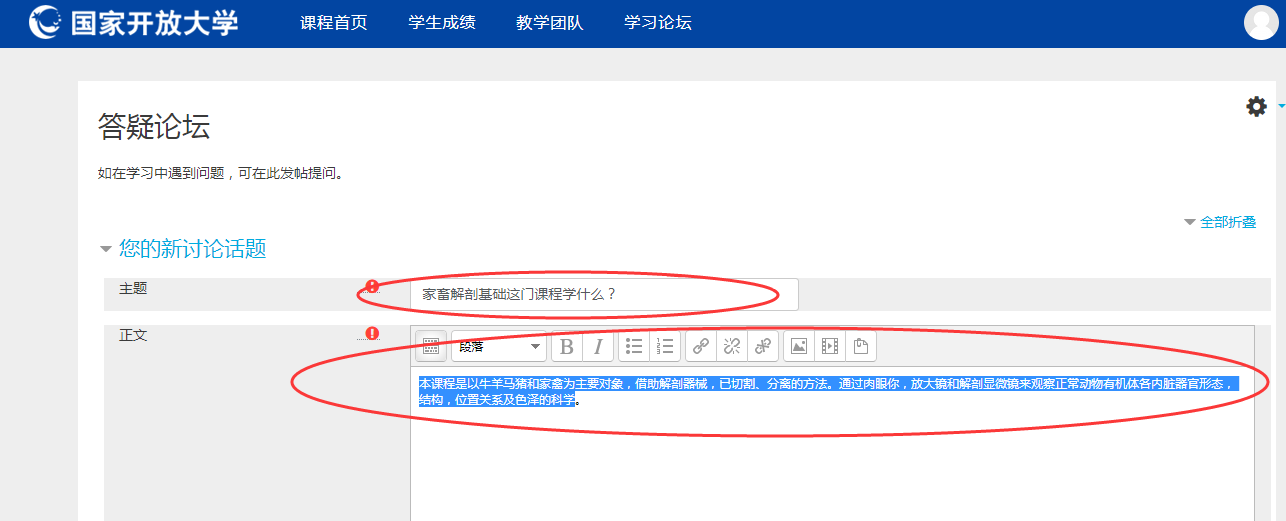 国家开放大学 课程首页 学生成绩 教学团队 学习论坛
答疑论坛
如在学习中遇到问题，可在此发帖提问。
全部折叠
您的新讨论话题
主题 家畜解剖基础这门课程学什么？
正文
段落 B I
本课程是以牛羊马猪和家禽为主要对象，借助解剖器械，已切割、分离的方法。通过肉眼你，放大镜和解剖显微镜来观察正常动物有机体各内脏器官形态，
结构，位置关系及色泽的科学。